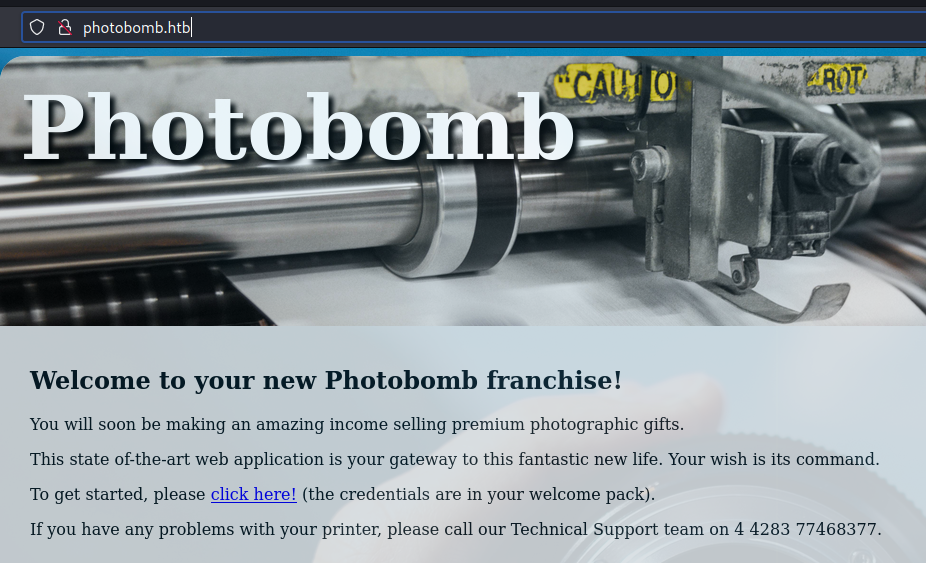 photobomb.htb
"CAUTIO
ROT
Photobomb
Welcome to your new Photobomb franchise!
You will soon be making an amazing income selling premium photographic gifts.
This state of-the-art web application is your gateway to this fantastic new life. Your wish is its command.
To get started, please click here! (the credentials are in your welcome pack).
If you have any problems with your printer, please call our Technical Support team on 4 4283 77468377.